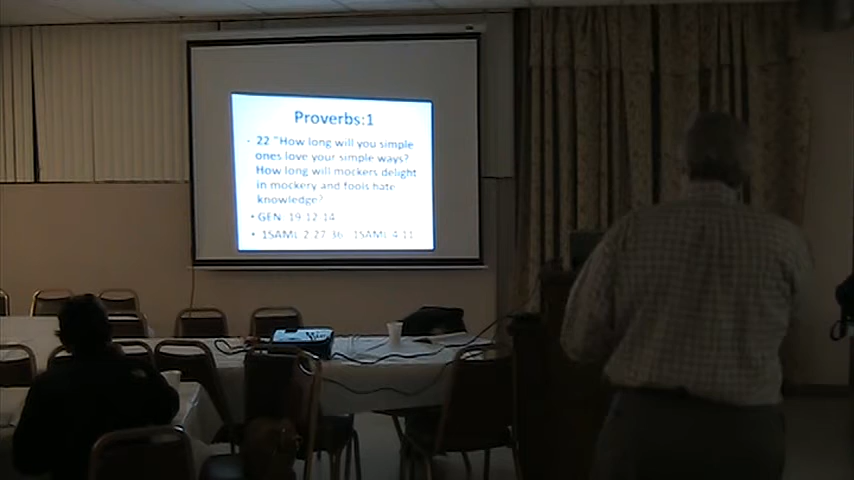 Proverbs:1
• 22 "How long will you simple
ones love your simple ways?
How long will mockers delight
in mockery and fools hate
knowledge?
• GEN: 19:12-14
• 1SAML 2:27-36 1SAML 4:11